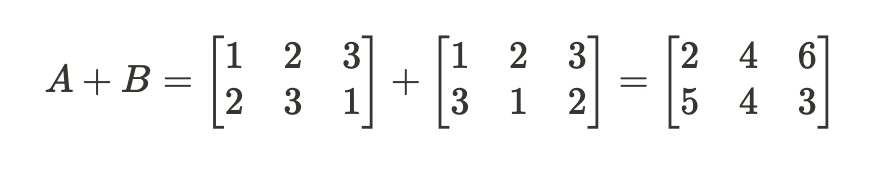 A + B = [1 2 3] + [1 2 3] = [2 4 6]
[2 3 1] [3 1 2] [5 4 3]